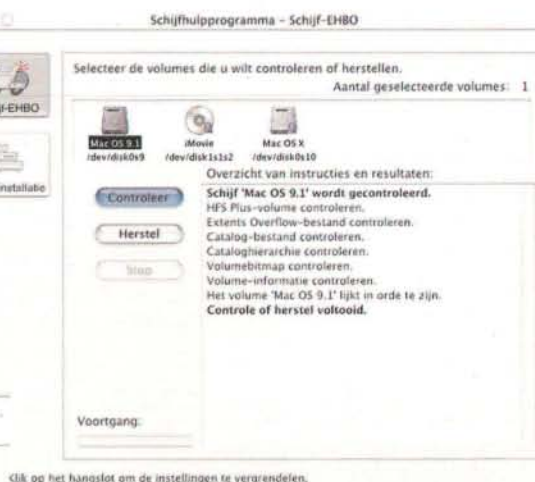 Schijfhulpprogramma – Schijf-EHBO
Selecteer de volumes die u wilt controleren of herstellen.
Aantal geselecteerde volumes: 1
Mac OS 9.1
/dev/disk0s9
iMovie
/dev/disk1s1s2
Mac OS X
/dev/disk0s10
Overzicht van instructies en resultaten:
Controleer
Herstel
Stop
Schijf 'Mac OS 9.1' wordt gecontroleerd.
HFS Plus-volume controleren.
Extents Overflow-bestand controleren.
Catalog-bestand controleren.
Cataloghierarchie controleren.
Volumebitmap controleren.
Volume-informatie controleren.
Het volume 'Mac OS 9.1' lijkt in orde te zijn.
Controle of herstel voltooid.
Voortgang:
Klik op het hangslot om de instellingen te vergrendelen.